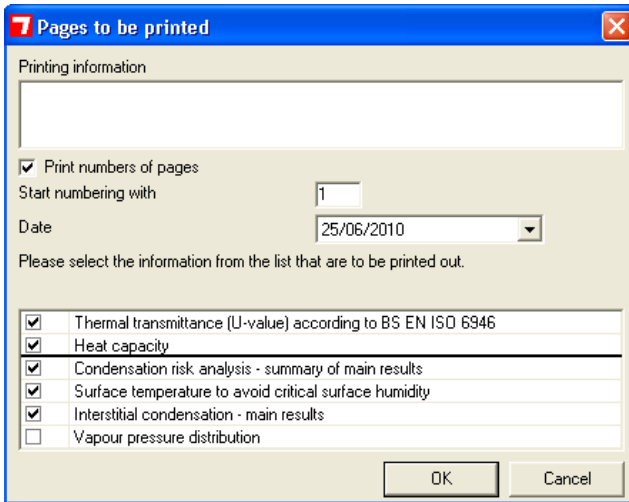 Pages to be printed
Printing information
Print numbers of pages
Start numbering with 1
Date 25/06/2010
Please select the information from the list that are to be printed out.
Thermal transmittance (U-value) according to BS EN ISO 6946
Heat capacity
Condensation risk analysis - summary of main results
Surface temperature to avoid critical surface humidity
Interstitial condensation - main results
Vapour pressure distribution
OK Cancel